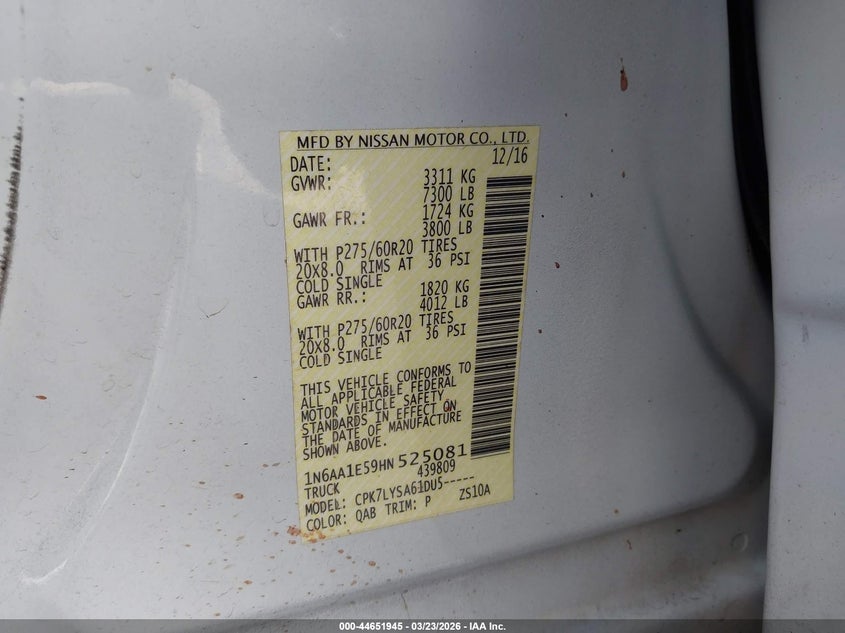 MFD BY NISSAN MOTOR CO., LTD.
DATE: 12/16
GVWR: 3311 KG
7300 LB
GAWR FR.: 1724 KG
3800 LB
WITH P275/60R20 TIRES
20X8.0 RIMS AT 36 PSI
COLD SINGLE
GAWR RR.: 1820 KG
4012 LB
WITH P275/60R20 TIRES
20X8.0 RIMS AT 36 PSI
COLD SINGLE
THIS VEHICLE CONFORMS TO
ALL APPLICABLE FEDERAL
MOTOR VEHICLE SAFETY
STANDARDS IN EFFECT ON
THE DATE OF MANUFACTURE
SHOWN ABOVE.
1N6AA1E59HN 525081
TRUCK 439809
MODEL: CPK7LYSA61DU5-----
COLOR: QAB TRIM: P ZS10A
000-44651945 - 03/23/2026 - IAA Inc.